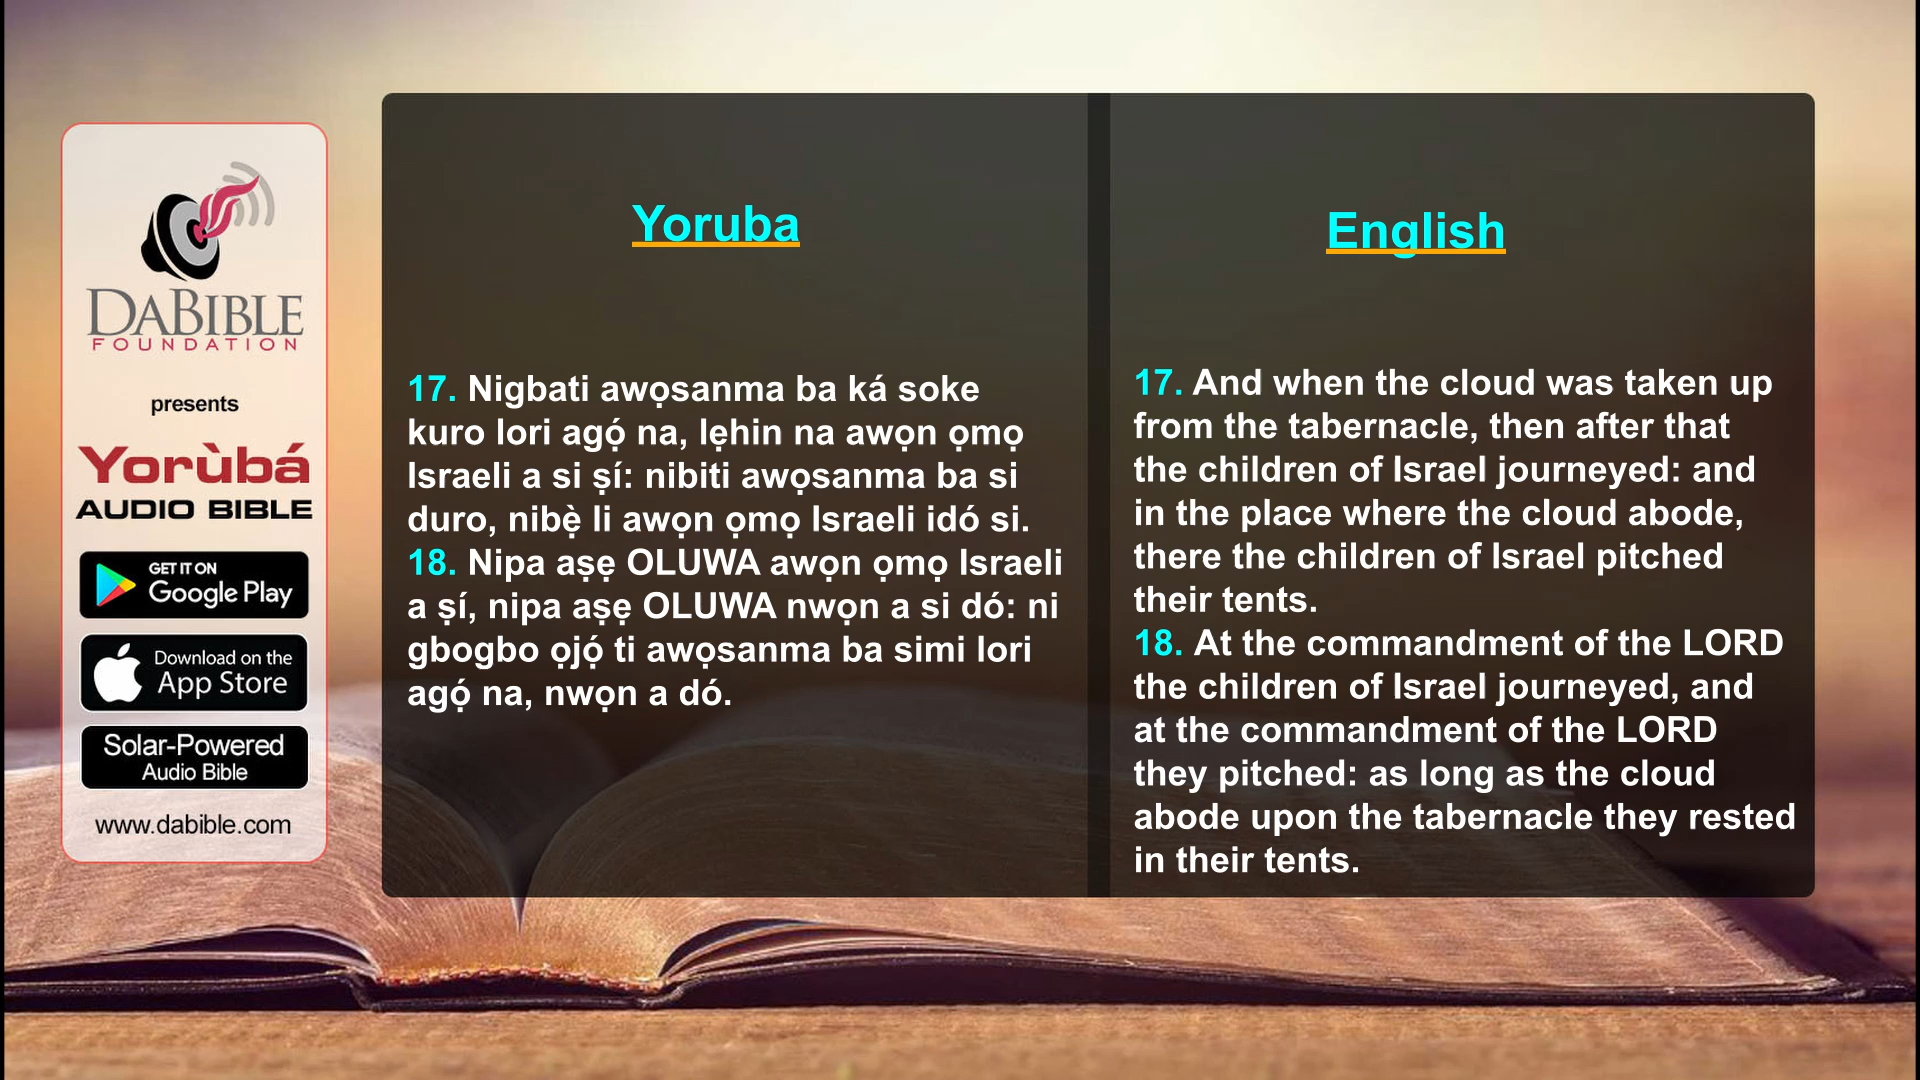 DABIBLE
FOUNDATION
presents
Yorùbá
AUDIO BIBLE
GET IT ON
Google Play
Download on the
App Store
Solar-Powered
Audio Bible
www.dabible.com
Yoruba
17. Nigbati awọsanma ba ká soke
kuro lori agọ́ na, lẹhin na awọn ọmọ
Israeli a si ṣí: nibiti awọsanma ba si
duro, nibẹ̀ li awọn ọmọ Israeli idó si.
18. Nipa aṣẹ OLUWA awọn ọmọ Israeli
a ṣí, nipa aṣẹ OLUWA nwọn a si dó: ni
gbogbo ọjọ́ ti awọsanma ba simi lori
agọ́ na, nwọn a dó.
English
17. And when the cloud was taken up
from the tabernacle, then after that
the children of Israel journeyed: and
in the place where the cloud abode,
there the children of Israel pitched
their tents.
18. At the commandment of the LORD
the children of Israel journeyed, and
at the commandment of the LORD
they pitched: as long as the cloud
abode upon the tabernacle they rested
in their tents.